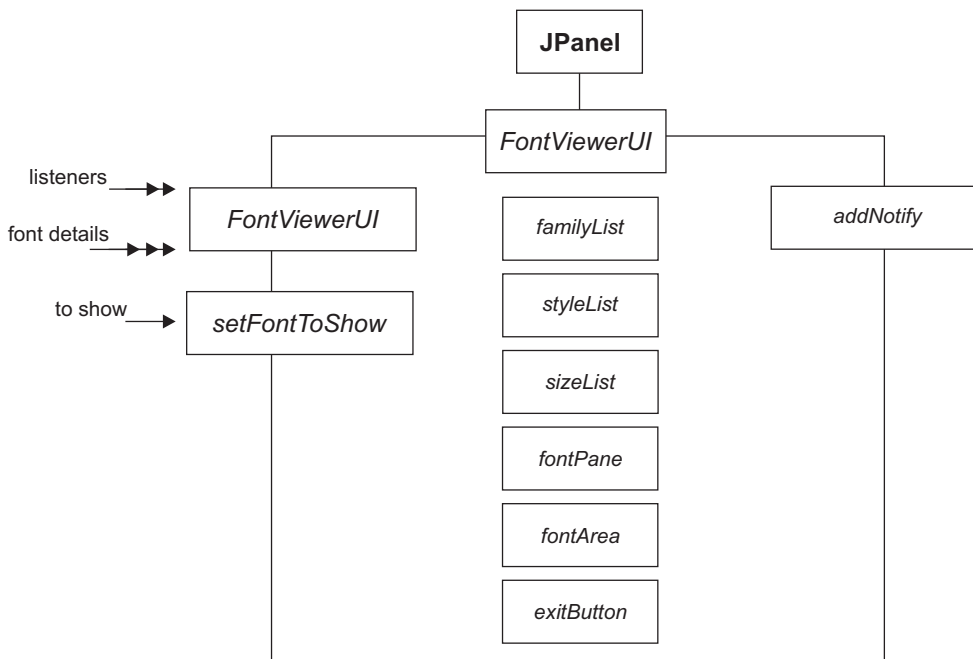 JPanel
FontViewerUI
listeners
FontViewerUI
font details
to show
setFontToShow
familyList
styleList
sizeList
fontPane
fontArea
exitButton
addNotify